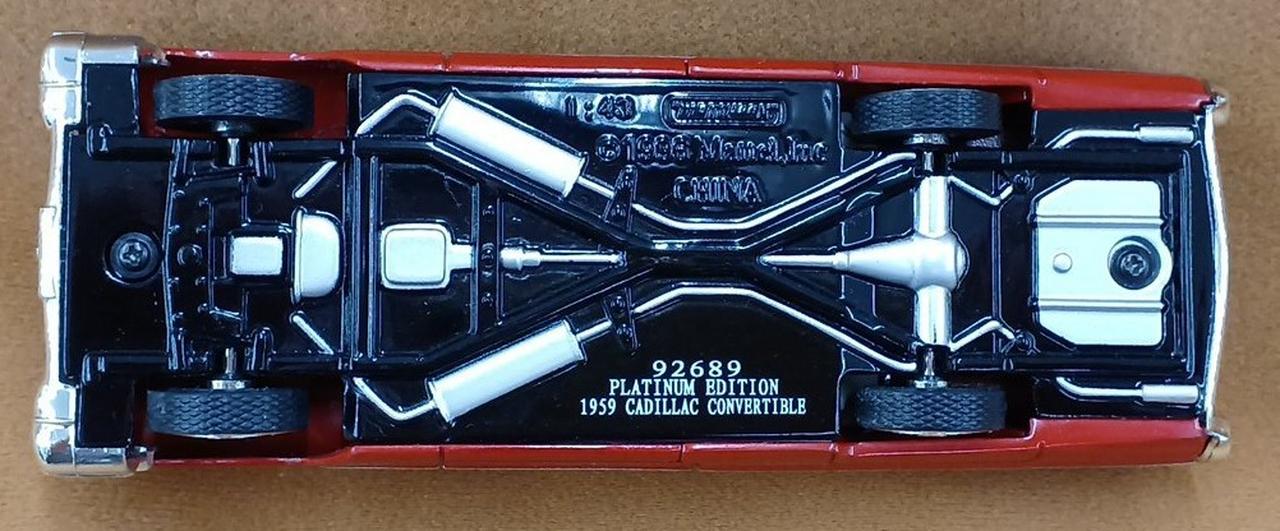 1:43
©1998 Mattel,Inc
CHINA
92689
PLATINUM EDITION
1959 CADILLAC CONVERTIBLE